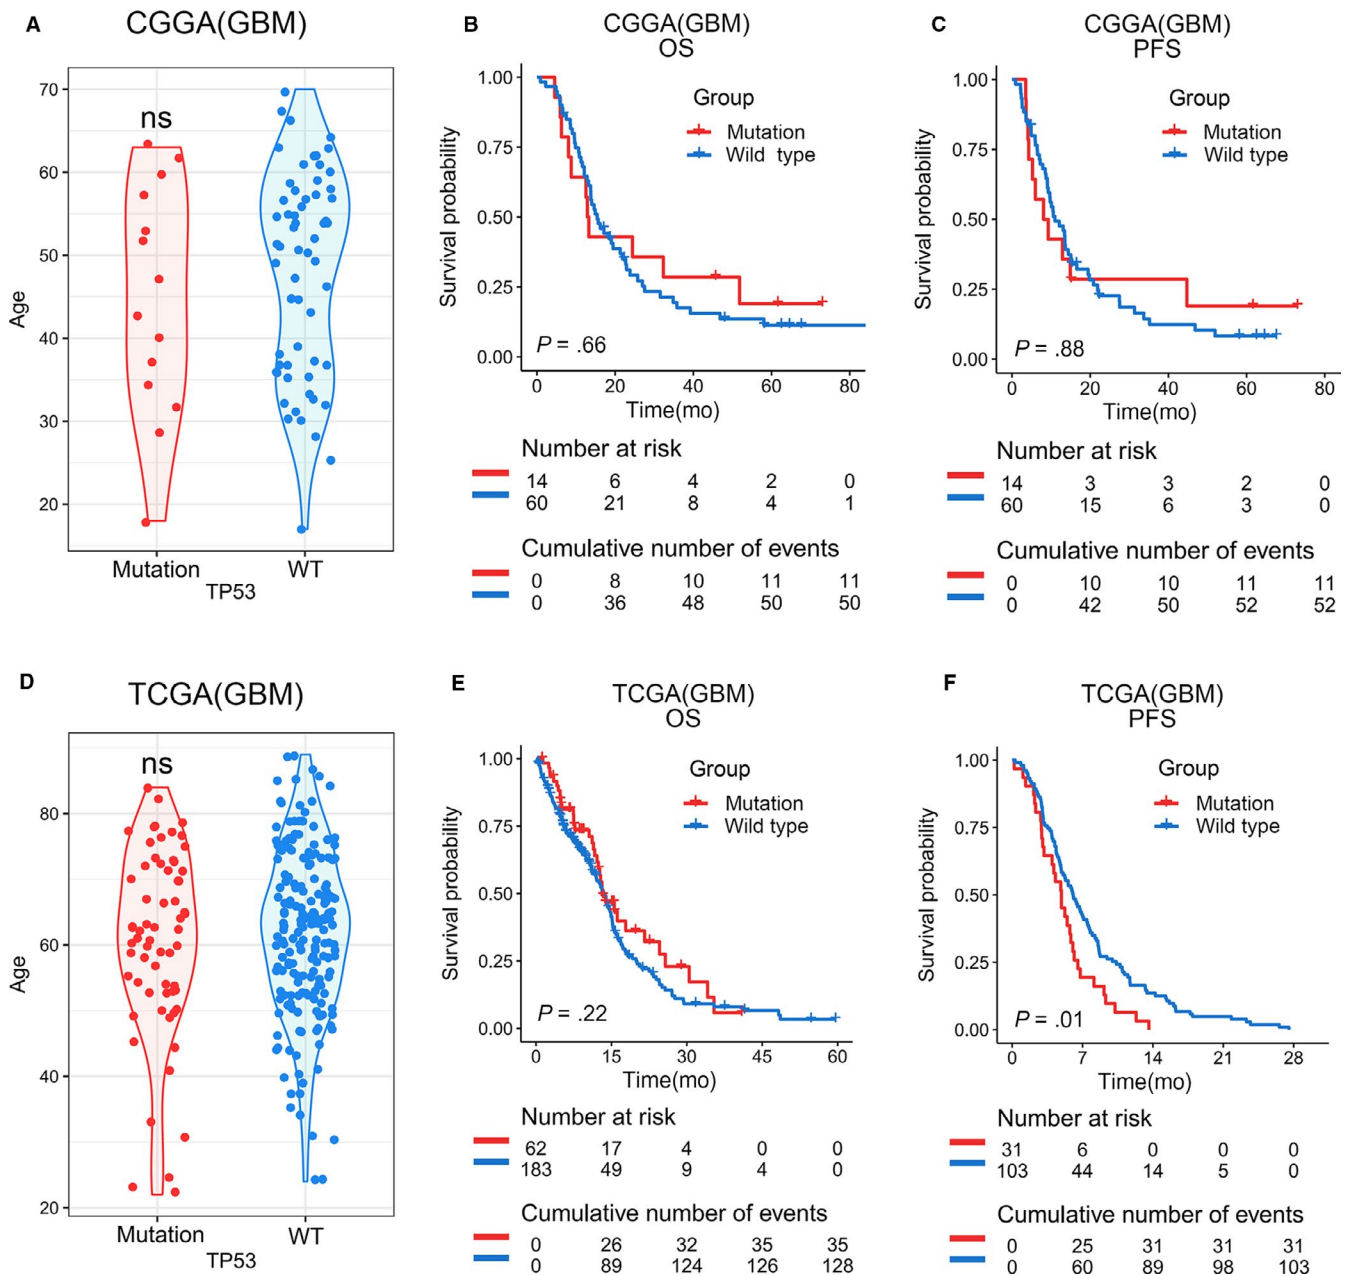 A
CGGA(GBM)
70
60
50
40
30
20
Age
ns
Mutation
WT
TP53
B
CGGA(GBM)
OS
1.00
0.75
0.50
0.25
0.00
Survival probability
Group
Mutation
Wild type
P = .66
0 20 40 60 80
Time(mo)
Number at risk
14 6 4 2 0
60 21 8 4 1
Cumulative number of events
0 8 10 11 11
0 36 48 50 50
C
CGGA(GBM)
PFS
1.00
0.75
0.50
0.25
0.00
Survival probability
Group
Mutation
Wild type
P = .88
0 20 40 60 80
Time(mo)
Number at risk
14 3 3 2 0
60 15 6 3 0
Cumulative number of events
0 10 10 11 11
0 42 50 52 52
D
TCGA(GBM)
80
60
40
20
Age
ns
Mutation
WT
TP53
E
TCGA(GBM)
OS
1.00
0.75
0.50
0.25
0.00
Survival probability
Group
Mutation
Wild type
P = .22
0 15 30 45 60
Time(mo)
Number at risk
62 17 4 0 0
183 49 9 4 0
Cumulative number of events
0 26 32 35 35
0 89 124 126 128
F
TCGA(GBM)
PFS
1.00
0.75
0.50
0.25
0.00
Survival probability
Group
Mutation
Wild type
P = .01
0 7 14 21 28
Time(mo)
Number at risk
31 6 0 0 0
103 44 14 5 0
Cumulative number of events
0 25 31 31 31
0 60 89 98 103